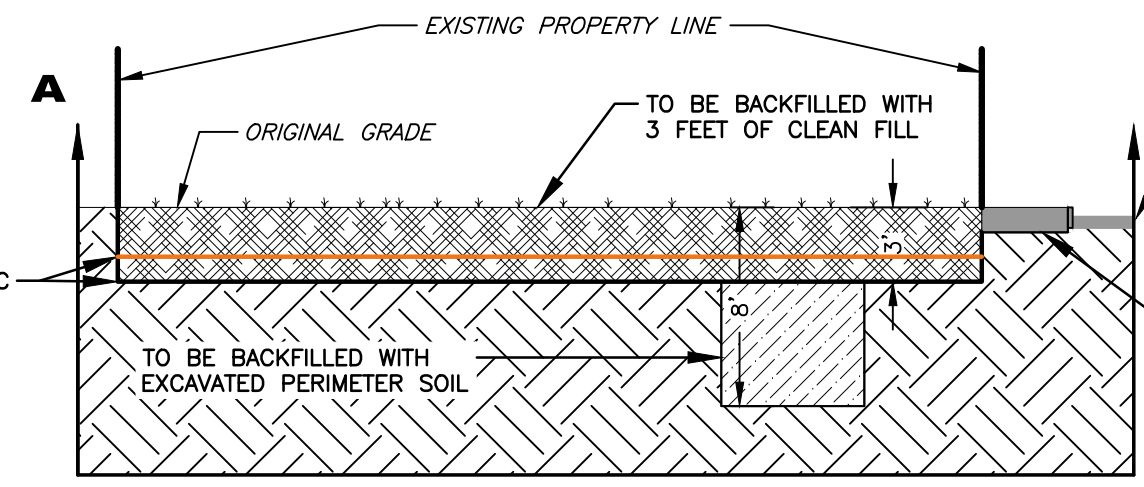 EXISTING PROPERTY LINE
A
TO BE BACKFILLED WITH
3 FEET OF CLEAN FILL
ORIGINAL GRADE
3'
C
8'
TO BE BACKFILLED WITH
EXCAVATED PERIMETER SOIL